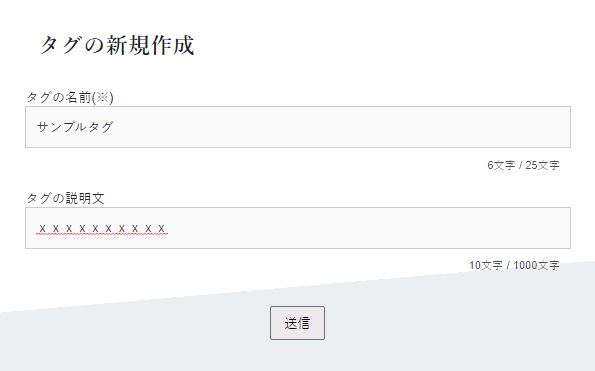 タグの新規作成
タグの名前(※)
サンプルタグ
6文字 / 25文字
タグの説明文
ｘｘｘｘｘｘｘｘｘｘ
10文字 / 1000文字
送信